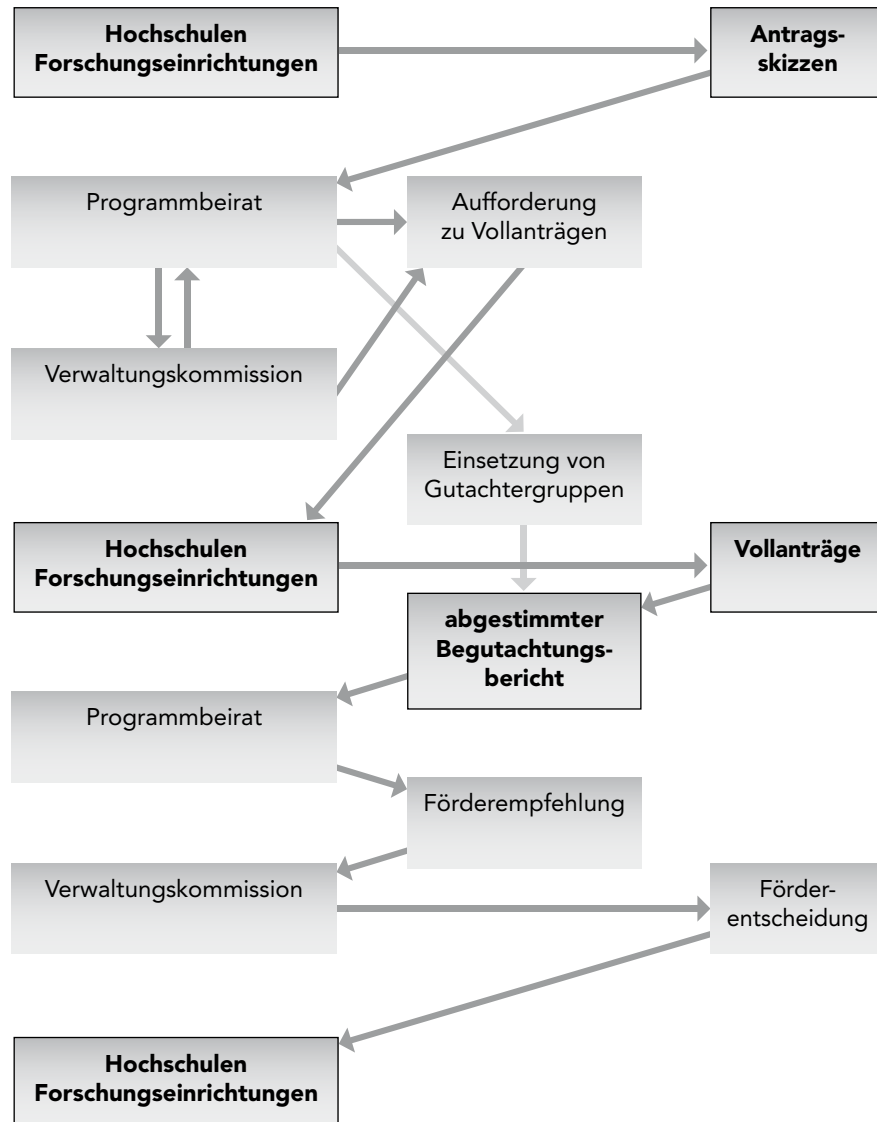 Hochschulen
Forschungseinrichtungen
Antrags-
skizzen
Programmbeirat
Aufforderung
zu Vollanträgen
Verwaltungskommission
Einsetzung von
Gutachtergruppen
Hochschulen
Forschungseinrichtungen
Vollanträge
abgestimmter
Begutachtungs-
bericht
Programmbeirat
Förderempfehlung
Verwaltungskommission
Förder-
entscheidung
Hochschulen
Forschungseinrichtungen